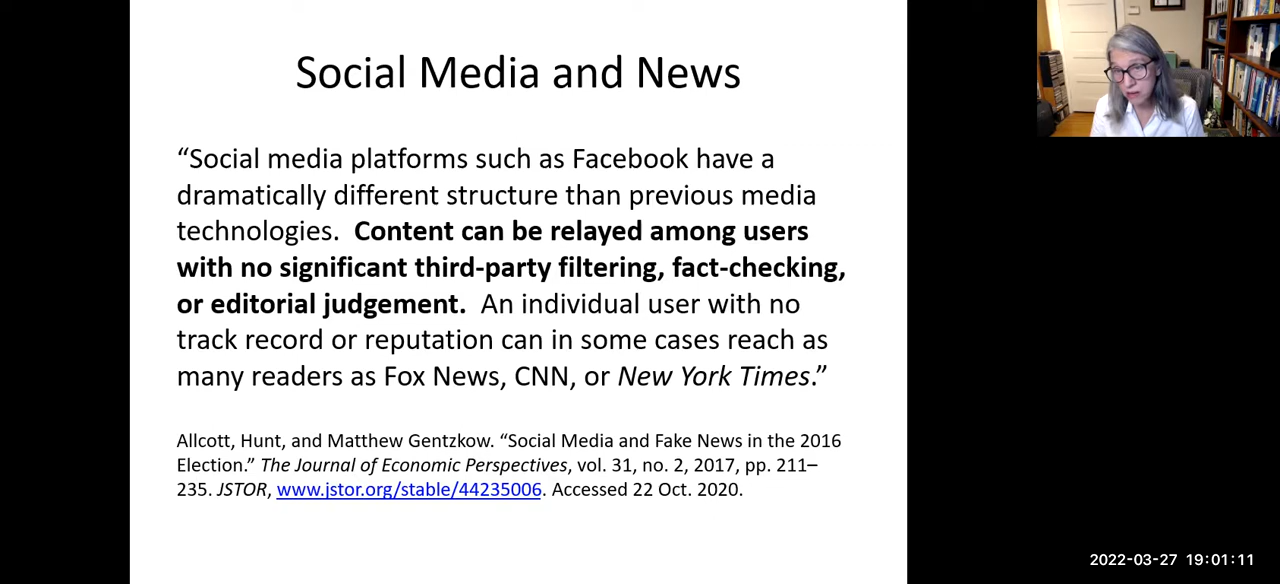 Social Media and News
“Social media platforms such as Facebook have a
dramatically different structure than previous media
technologies.  Content can be relayed among users
with no significant third-party filtering, fact-checking,
or editorial judgement.  An individual user with no
track record or reputation can in some cases reach as
many readers as Fox News, CNN, or New York Times.”
Allcott, Hunt, and Matthew Gentzkow. “Social Media and Fake News in the 2016
Election.” The Journal of Economic Perspectives, vol. 31, no. 2, 2017, pp. 211–
235. JSTOR, www.jstor.org/stable/44235006. Accessed 22 Oct. 2020.
2022-03-27  19:01:11